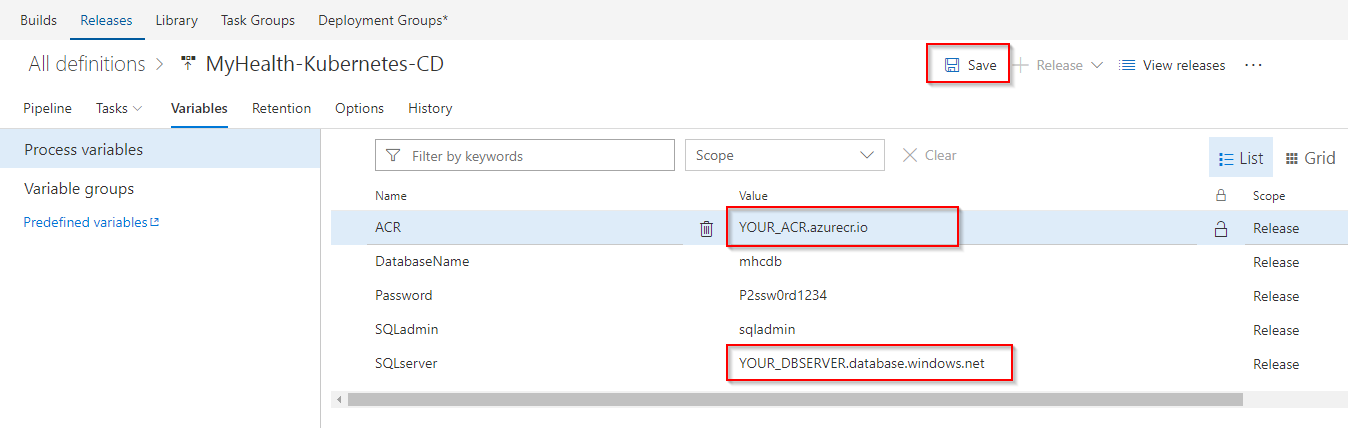 Builds Releases Library Task Groups Deployment Groups*
All definitions > MyHealth-Kubernetes-CD Save + Release View releases ...
Pipeline Tasks Variables Retention Options History
Process variables
Variable groups
Predefined variables
Filter by keywords Scope Clear List Grid
Name Value Scope
ACR YOUR_ACR.azurecr.io Release
DatabaseName mhcdb Release
Password P2ssw0rd1234 Release
SQLadmin sqladmin Release
SQLserver YOUR_DBSERVER.database.windows.net Release